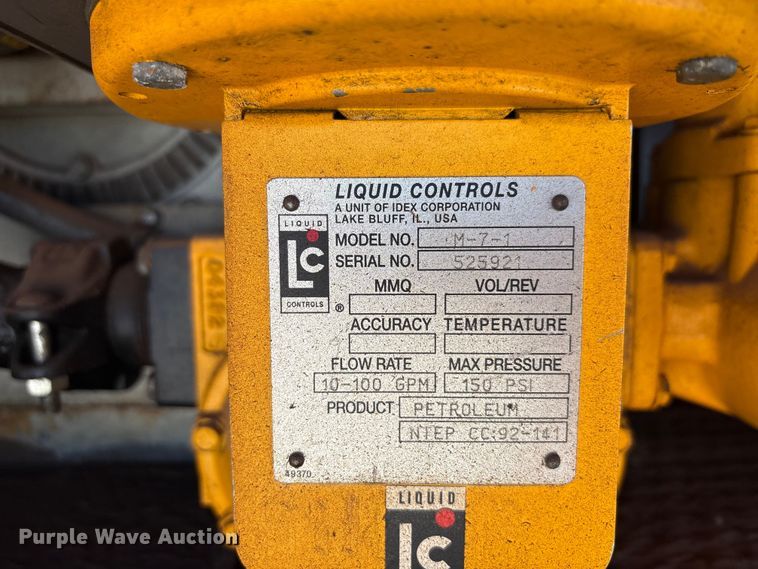 LIQUID CONTROLS
A UNIT OF IDEX CORPORATION
LAKE BLUFF, IL., USA
LIQUID
Lc
CONTROLS
®
MODEL NO. M-7-1
SERIAL NO. 525921
MMQ VOL/REV
ACCURACY TEMPERATURE
FLOW RATE MAX PRESSURE
10-100 GPM 150 PSI
PRODUCT PETROLEUM
NTEP CC:92-141
49370
LIQUID
Lc
Purple Wave Auction